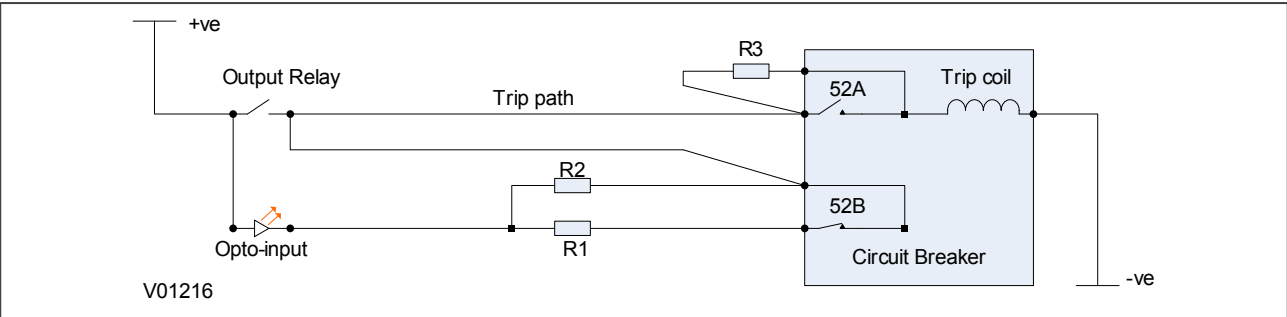 +ve
R3
Output Relay
Trip coil
52A
Trip path
R2
52B
Opto-input
R1
Circuit Breaker
-ve
V01216